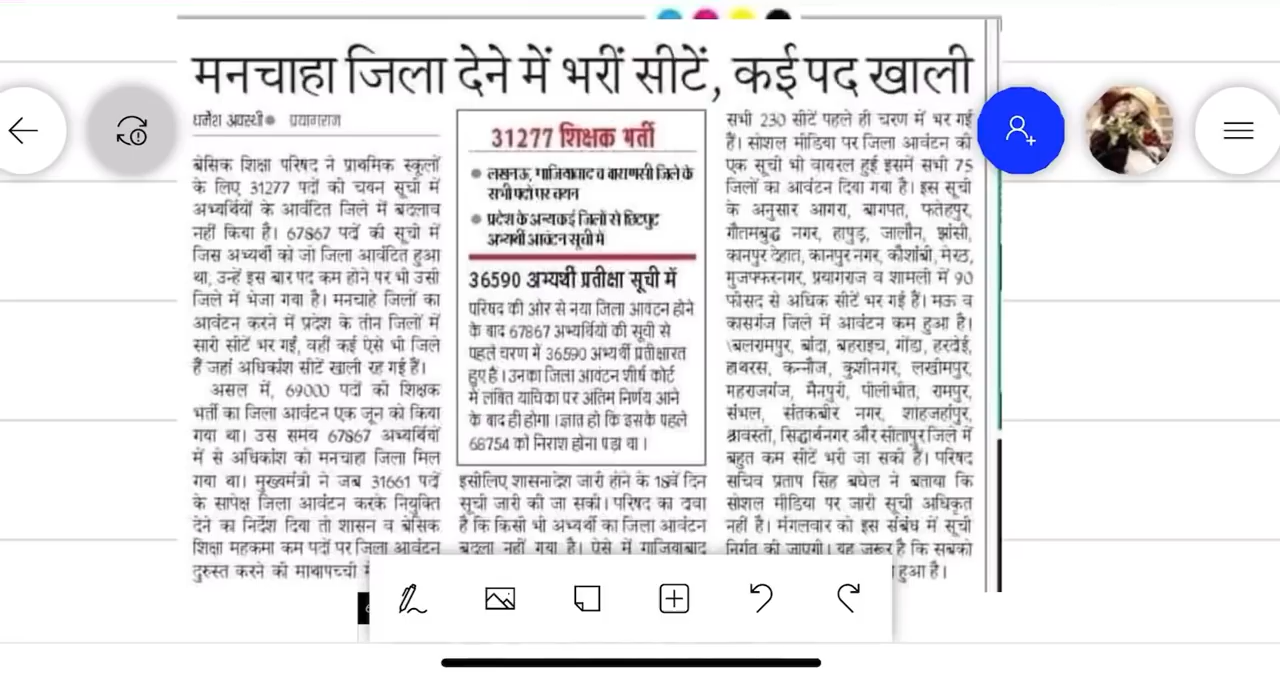 मनचाहा जिला देने में भरीं सीटें, कई पद खाली
धर्मेश अवस्थी● प्रयागराज
बेसिक शिक्षा परिषद ने प्राथमिक स्कूलों
के लिए 31277 पदों की चयन सूची में
अभ्यर्थियों के आवंटित जिले में बदलाव
नहीं किया है। 67867 पदों की सूची में
जिस अभ्यर्थी को जो जिला आवंटित हुआ
था, उन्हें इस बार पद कम होने पर भी उसी
जिले में भेजा गया है। मनचाहे जिलों का
आवंटन करने में प्रदेश के तीन जिलों में
सारी सीटें भर गईं, वहीं कई ऐसे भी जिले
हैं जहां अधिकांश सीटें खाली रह गई हैं।
असल में, 69000 पदों की शिक्षक
भर्ती का जिला आवंटन एक जून को किया
गया था। उस समय 67867 अभ्यर्थियों
में से अधिकांश को मनचाहा जिला मिल
गया था। मुख्यमंत्री ने जब 31661 पदों
के सापेक्ष जिला आवंटन करके नियुक्ति
देने का निर्देश दिया तो शासन व बेसिक
शिक्षा महकमा कम पदों पर जिला आवंटन
दुरुस्त करने की माथापच्ची में
31277 शिक्षक भर्ती
● लखनऊ, गाजियाबाद व वाराणसी जिले के
सभी पदों पर चयन
● प्रदेश के अन्य कई जिलों से छिटपुट
अभ्यर्थी आवंटन सूची में
36590 अभ्यर्थी प्रतीक्षा सूची में
परिषद की ओर से नया जिला आवंटन होने
के बाद 67867 अभ्यर्थियों की सूची से
पहले चरण में 36590 अभ्यर्थी प्रतीक्षारत
हुए हैं। उनका जिला आवंटन शीर्ष कोर्ट
में लंबित याचिका पर अंतिम निर्णय आने
के बाद ही होगा। ज्ञात हो कि इसके पहले
68754 को निराश होना पड़ा था।
इसीलिए शासनादेश जारी होने के 18वें दिन
सूची जारी की जा सकी। परिषद का दावा
है कि किसी भी अभ्यर्थी का जिला आवंटन
बदला नहीं गया है। ऐसे में गाजियाबाद
सभी 230 सीटें पहले ही चरण में भर गई
हैं। सोशल मीडिया पर जिला आवंटन की
एक सूची भी वायरल हुई इसमें सभी 75
जिलों का आवंटन दिया गया है। इस सूची
के अनुसार आगरा, बागपत, फतेहपुर,
गौतमबुद्ध नगर, हापुड़, जालौन, झांसी,
कानपुर देहात, कानपुर नगर, कौशांबी, मेरठ,
मुजफ्फरनगर, प्रयागराज व शामली में 90
फीसद से अधिक सीटें भर गई हैं। मऊ व
कासगंज जिले में आवंटन कम हुआ है।
\बलरामपुर, बांदा, बहराइच, गोंडा, हरदोई,
हाथरस, कन्नौज, कुशीनगर, लखीमपुर,
महराजगंज, मैनपुरी, पीलीभीत, रामपुर,
संभल, संतकबीर नगर, शाहजहांपुर,
श्रावस्ती, सिद्धार्थनगर और सीतापुर जिले में
बहुत कम सीटें भरी जा सकी हैं। परिषद
सचिव प्रताप सिंह बघेल ने बताया कि
सोशल मीडिया पर जारी सूची अधिकृत
नहीं है। मंगलवार को इस संबंध में सूची
निर्गत की जाएगी। यह जरूर है कि सबको
हुआ है।